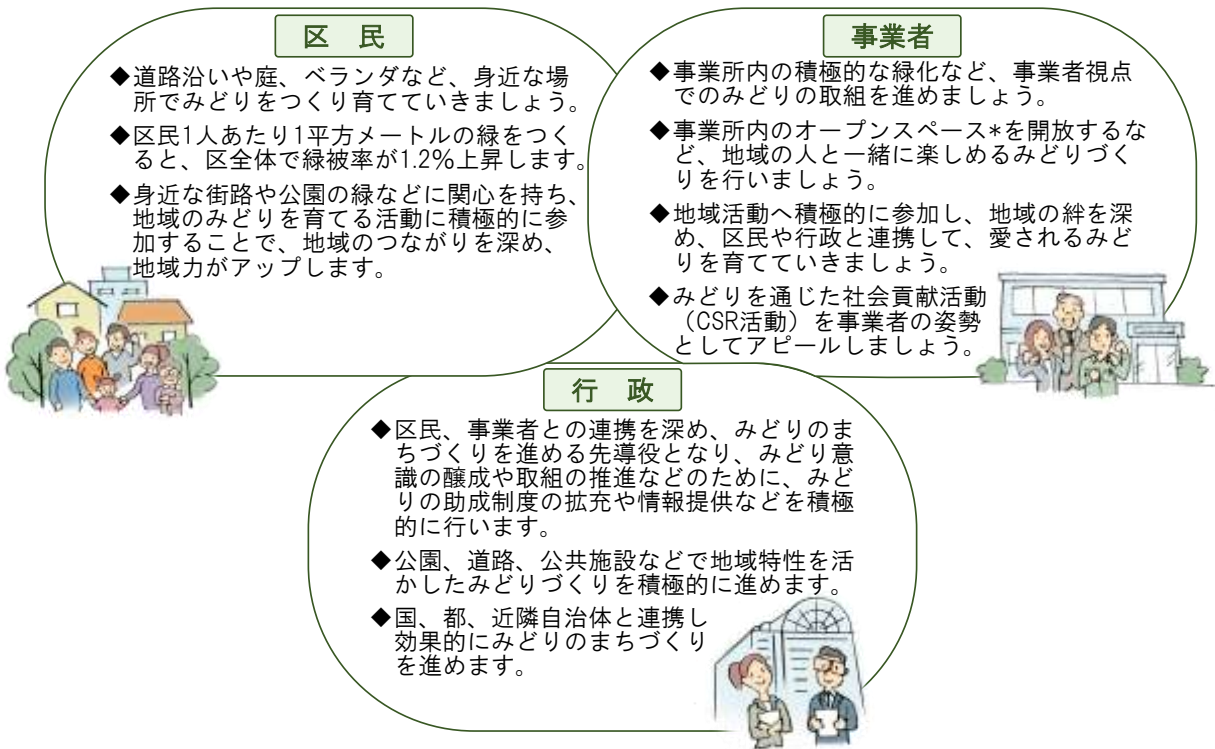 区　民
◆道路沿いや庭、ベランダなど、身近な場
所でみどりをつくり育てていきましょう。
◆区民1人あたり1平方メートルの緑をつく
ると、区全体で緑被率が1.2%上昇します。
◆身近な街路や公園の緑などに関心を持ち、
地域のみどりを育てる活動に積極的に参
加することで、地域のつながりを深め、
地域力がアップします。
事業者
◆事業所内の積極的な緑化など、事業者視点
でのみどりの取組を進めましょう。
◆事業所内のオープンスペース*を開放するな
ど、地域の人と一緒に楽しめるみどりづく
りを行いましょう。
◆地域活動へ積極的に参加し、地域の絆を深
め、区民や行政と連携して、愛されるみど
りを育てていきましょう。
◆みどりを通じた社会貢献活動
（CSR活動）を事業者の姿勢
としてアピールしましょう。
行　政
◆区民、事業者との連携を深め、みどりのま
ちづくりを進める先導役となり、みどり意
識の醸成や取組の推進などのために、みど
りの助成制度の拡充や情報提供などを積極
的に行います。
◆公園、道路、公共施設などで地域特性を活
かしたみどりづくりを積極的に進めます。
◆国、都、近隣自治体と連携し
効果的にみどりのまちづくり
を進めます。